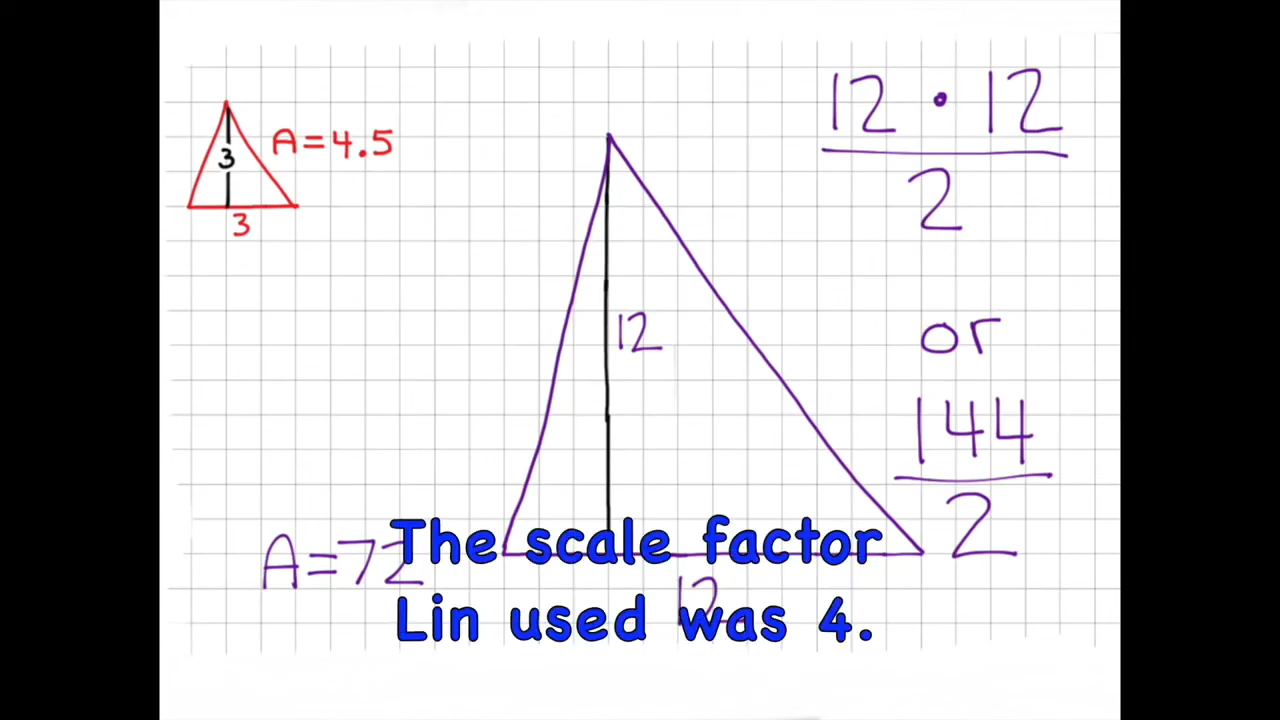 A=4.5
3
3
12 • 12
2
12
or
144
2
A=72
12
The scale factor
Lin used was 4.